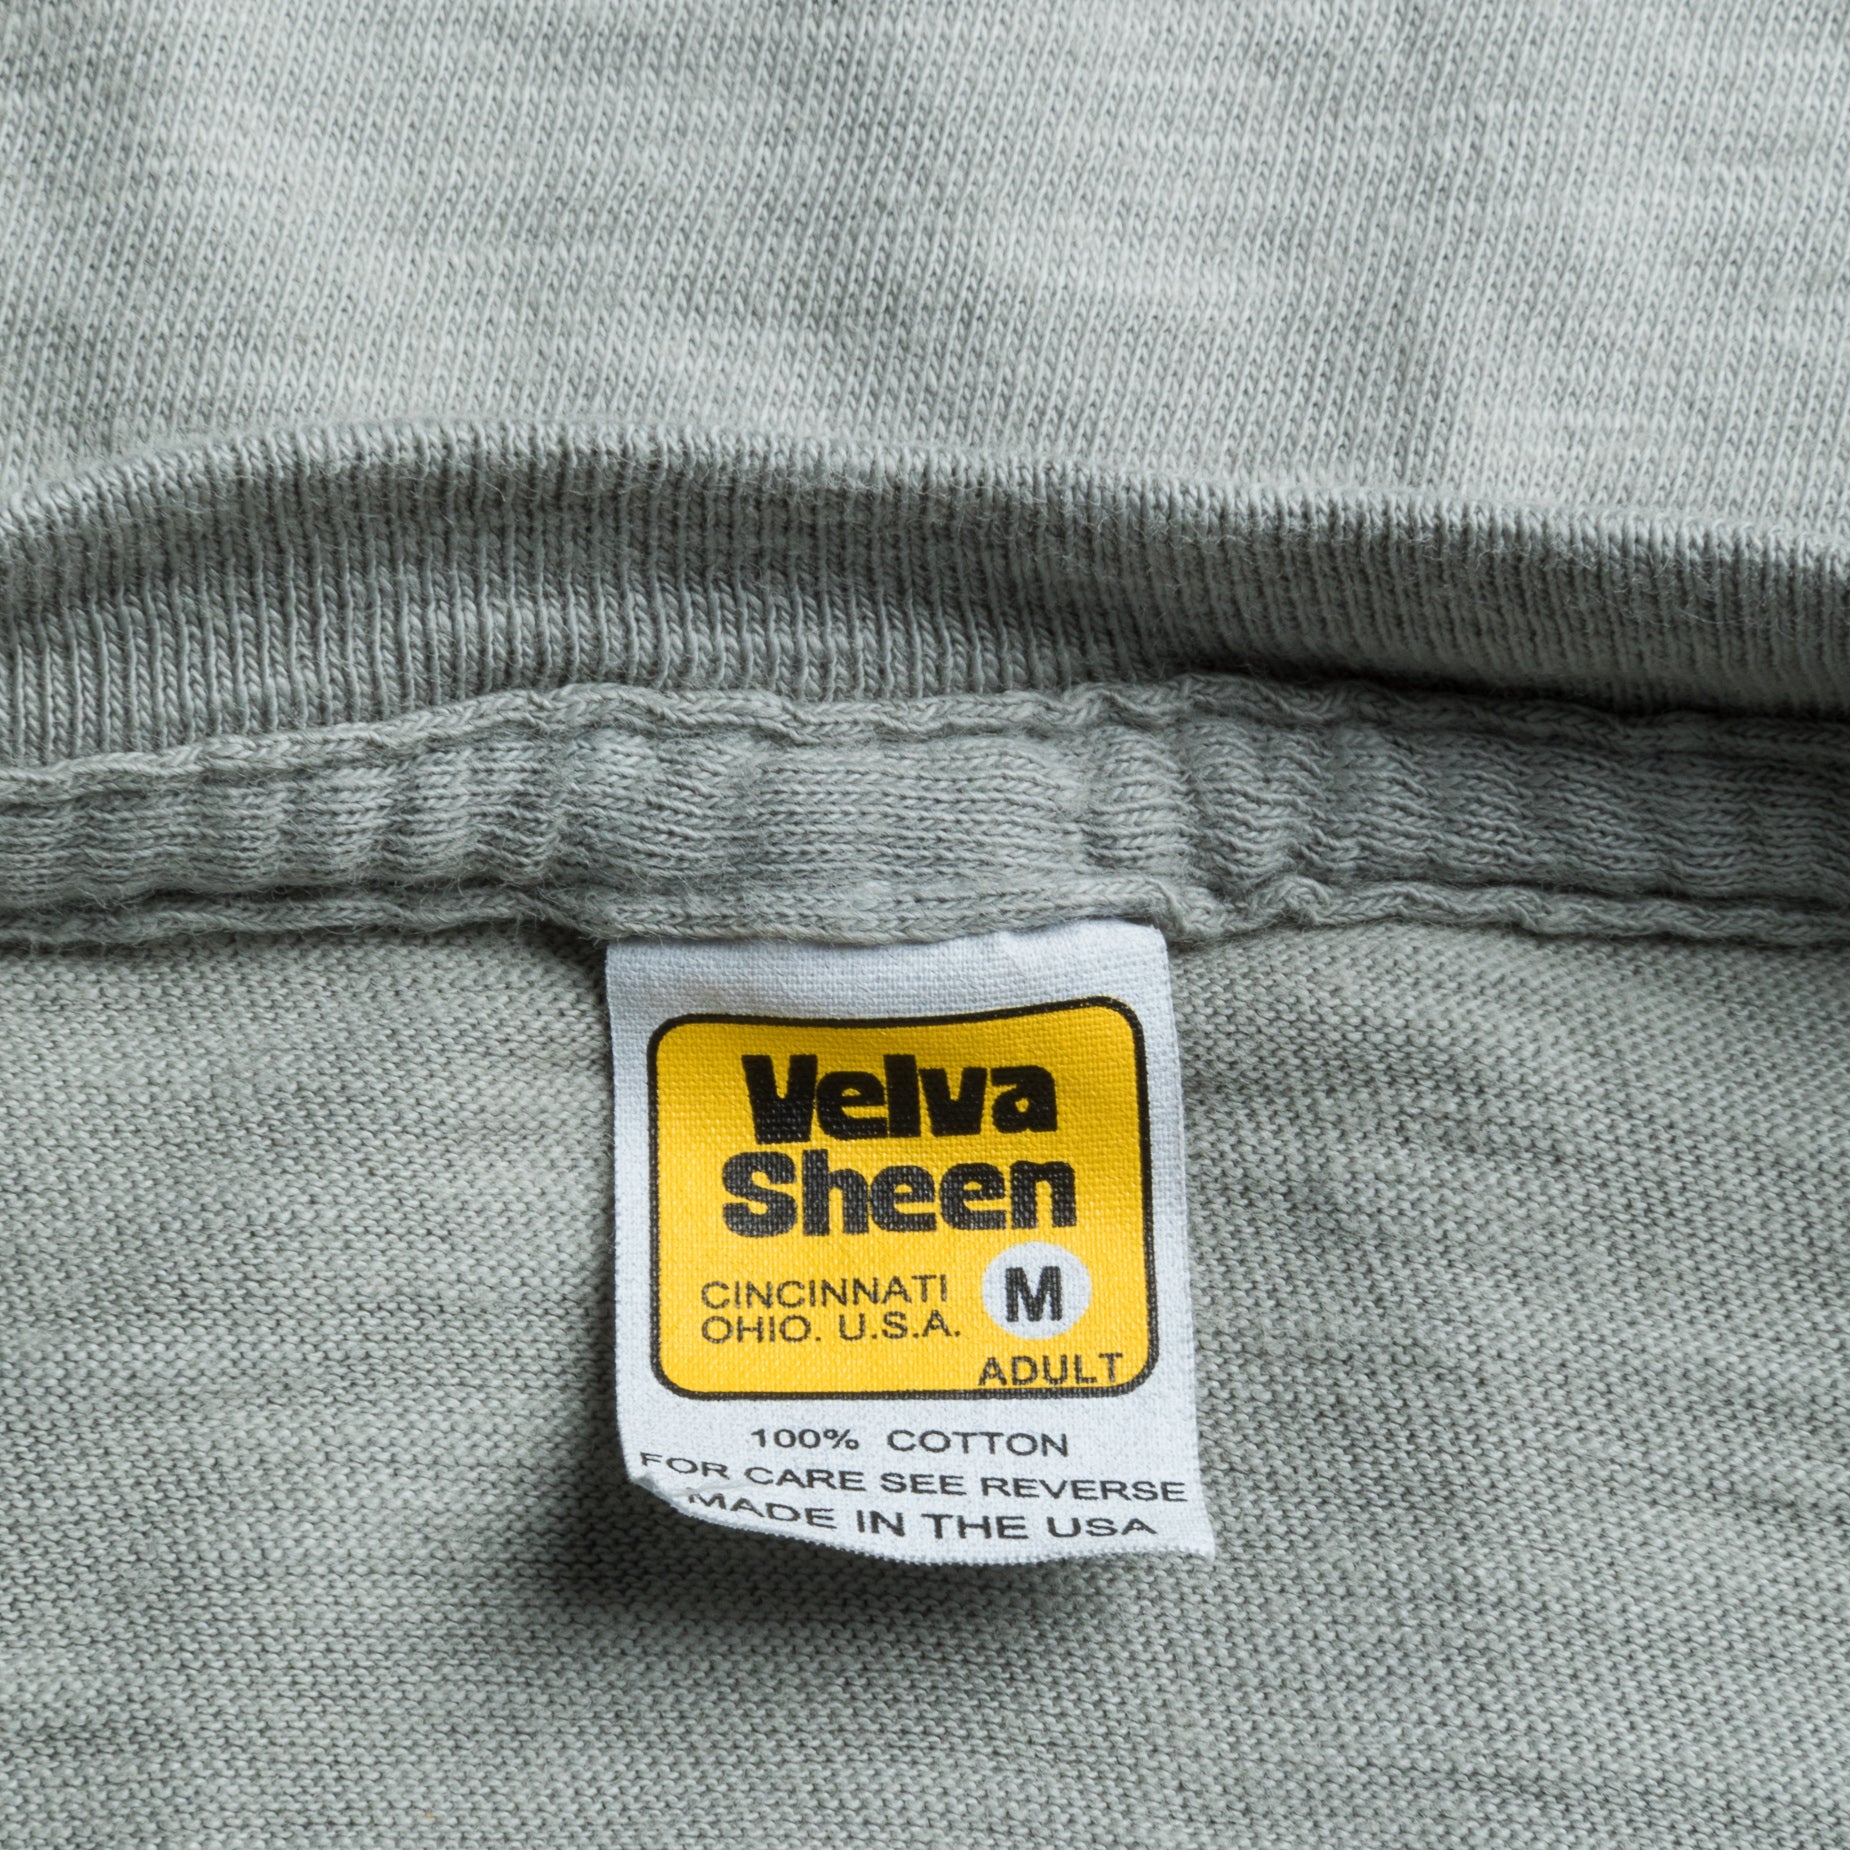 Velva
Sheen
CINCINNATI
OHIO. U.S.A.
M
ADULT
100% COTTON
FOR CARE SEE REVERSE
MADE IN THE USA